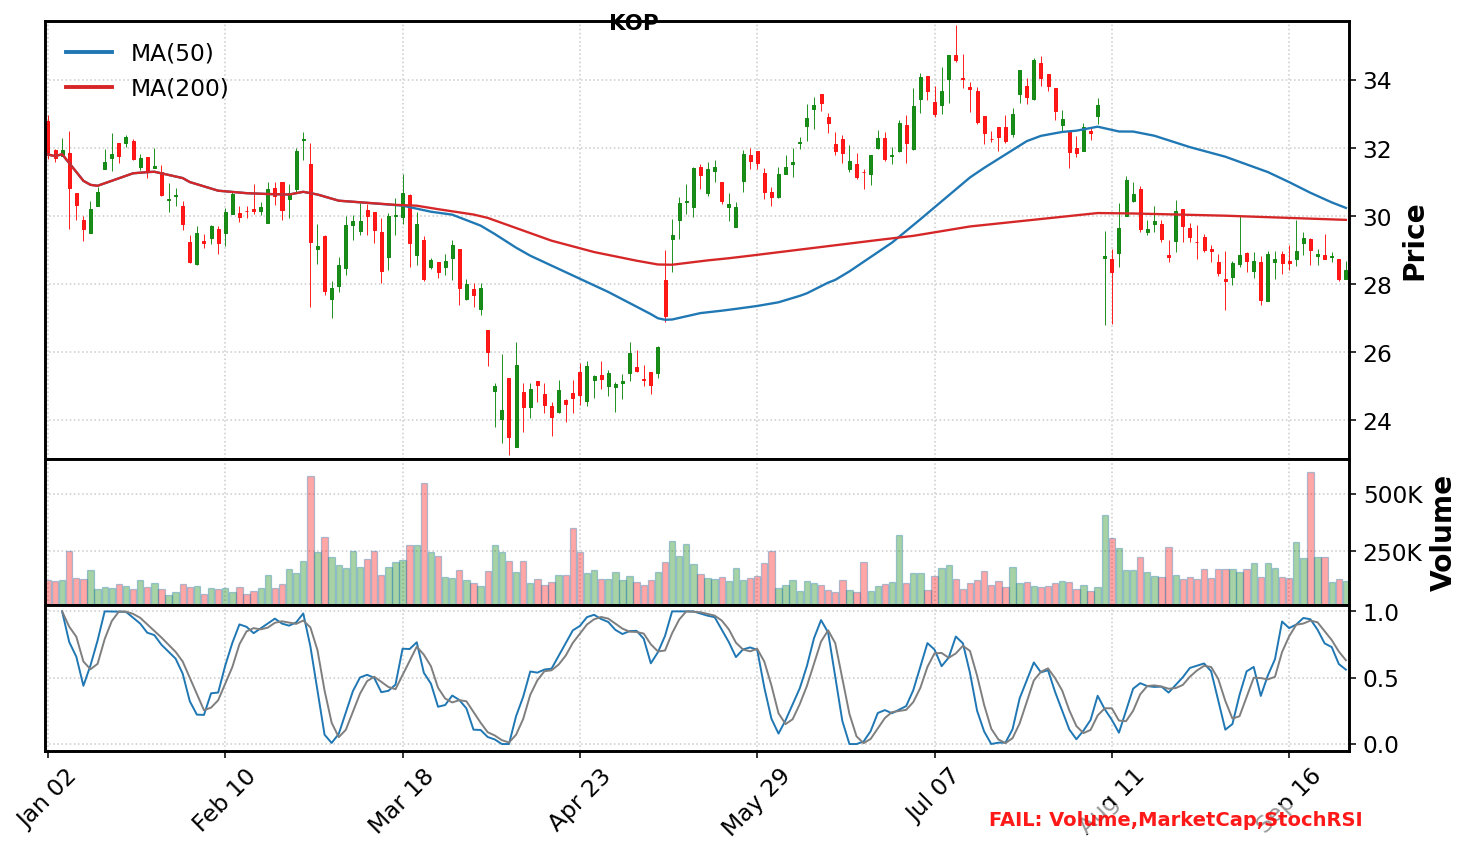 KOP
MA(50)
MA(200)
34
32
30
28
26
24
Price
500K
250K
Volume
1.0
0.5
0.0
Jan 02
Feb 10
Mar 18
Apr 23
May 29
Jul 07
Aug 11
Sep 16
FAIL: Volume,MarketCap,StochRSI